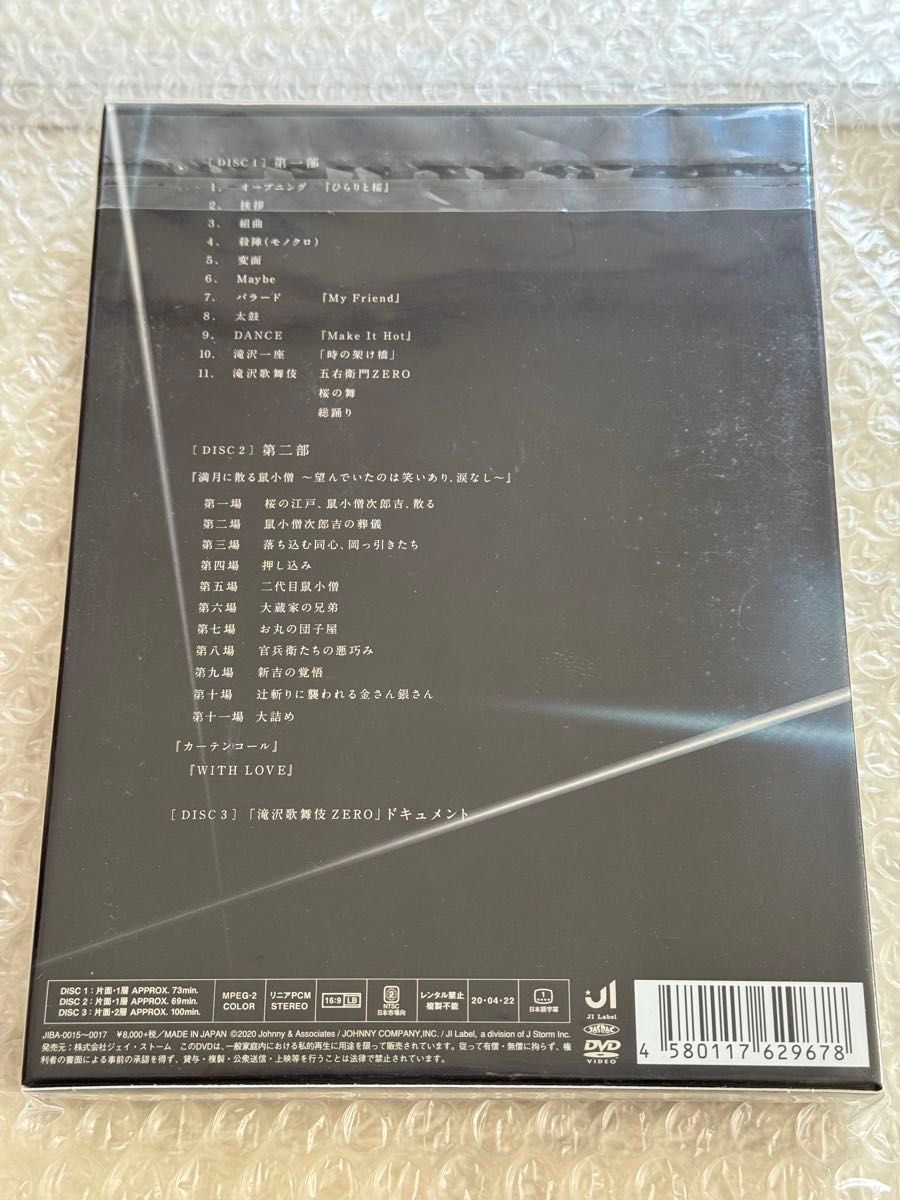 [DISC 1] 第一部
1. オープニング 『ひらりと桜』
2. 挨拶
3. 組曲
4. 殺陣(モノクロ)
5. 変面
6. Maybe
7. バラード 『My Friend』
8. 太鼓
9. DANCE 『Make It Hot』
10. 滝沢一座 「時の架け橋」
11. 滝沢歌舞伎 五右衛門ZERO
桜の舞
総踊り
[DISC 2] 第二部
『満月に散る鼠小僧 ～望んでいたのは笑いあり、涙なし～』
第一場 桜の江戸、鼠小僧次郎吉、散る
第二場 鼠小僧次郎吉の葬儀
第三場 落ち込む同心、岡っ引きたち
第四場 押し込み
第五場 二代目鼠小僧
第六場 大蔵家の兄弟
第七場 お丸の団子屋
第八場 官兵衛たちの悪巧み
第九場 新吉の覚悟
第十場 辻斬りに襲われる金さん銀さん
第十一場 大詰め
『カーテンコール』
『WITH LOVE』
[DISC 3]「滝沢歌舞伎 ZERO」ドキュメント
DISC 1:片面・1層 APPROX. 73min.
DISC 2:片面・1層 APPROX. 69min.
DISC 3:片面・2層 APPROX. 100min.
MPEG-2
COLOR
リニアPCM
STEREO
16:9 LB
2
NTSC
日本市場向
レンタル禁止
複製不能
20・04・22
1
日本語字幕
JI
JI Label
JASRAC
DVD
VIDEO
JIBA-0015～0017 ¥8,000+税/MADE IN JAPAN ©2020 Johnny & Associates / JOHNNY COMPANY,INC. / JI Label, a division of J Storm Inc.
発売元:株式会社ジェイ・ストーム このDVDは、一般家庭内における私的再生に用途を限って販売されています。従って有償・無償に拘らず、権
利者の書面による事前の承認を得ず、貸与・複製・公衆送信・上映等を行うことは法律で禁止されています。
4 580117 629678